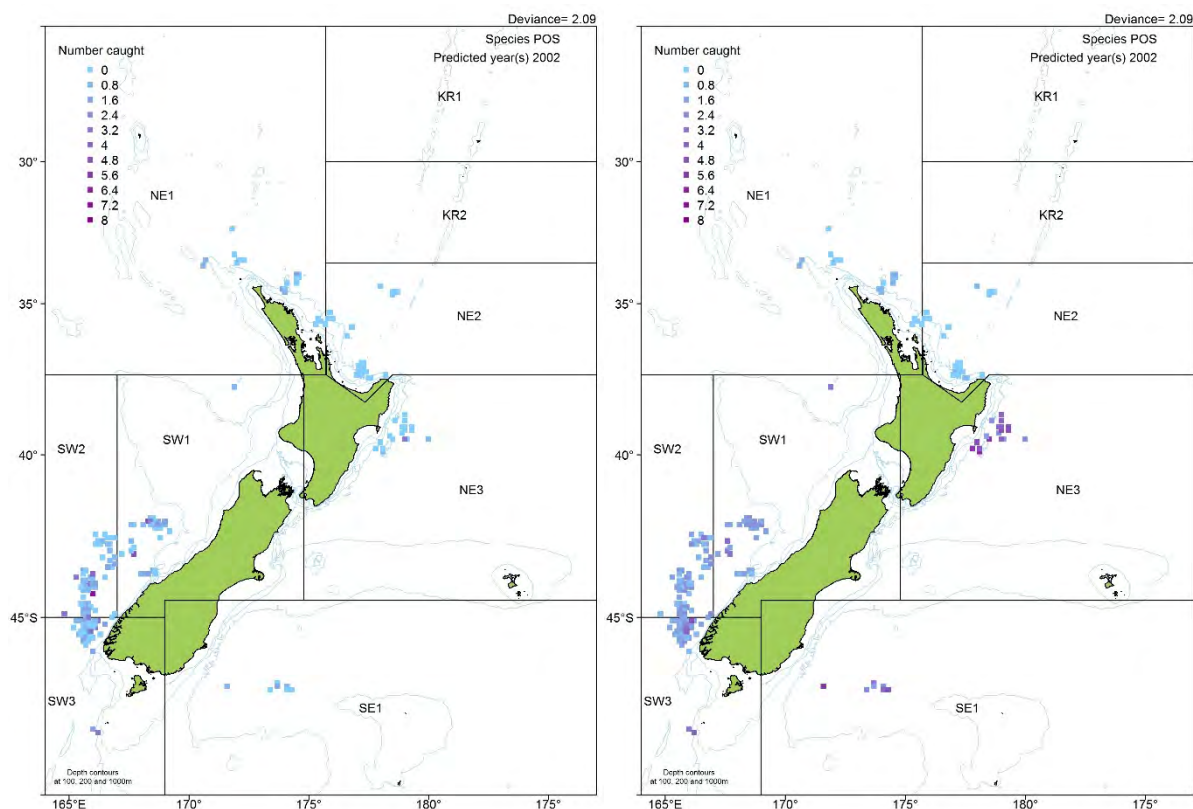 Deviance= 2.09
Species POS
Predicted year(s) 2002
Number caught
0
0.8
1.6
2.4
3.2
4
4.8
5.6
6.4
7.2
8
KR1
30°
NE1
KR2
35°
NE2
SW2
SW1
40°
NE3
45°S
SW3
SE1
Depth contours
at 100, 200 and 1000m
165°E
170°
175°
180°
175°
Deviance= 2.09
Species POS
Predicted year(s) 2002
Number caught
0
0.8
1.6
2.4
3.2
4
4.8
5.6
6.4
7.2
8
KR1
30°
NE1
KR2
35°
NE2
SW2
SW1
40°
NE3
45°S
SW3
SE1
Depth contours
at 100, 200 and 1000m
165°E
170°
175°
180°
175°